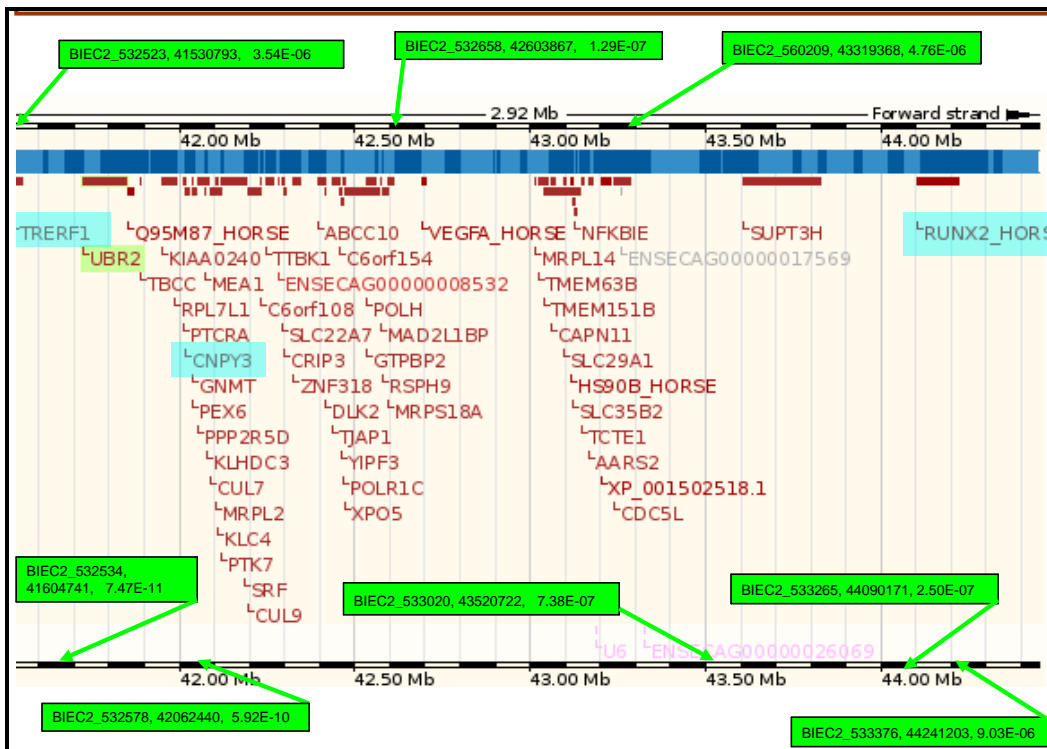 BIEC2_532523, 41530793, 3.54E-06
BIEC2_532658, 42603867, 1.29E-07
BIEC2_560209, 43319368, 4.76E-06
2.92 Mb
Forward strand
42.00 Mb 42.50 Mb 43.00 Mb 43.50 Mb 44.00 Mb
TRERF1 Q95M87_HORSE ABCC10 VEGFA_HORSE NFKBIE SUPT3H RUNX2_HORS
UBR2 KIAA0240 TTBK1 C6orf154 MRPL14 ENSECAG00000017569
TBCC MEA1 ENSECAG00000008532 TMEM63B
RPL7L1 C6orf108 POLH TMEM151B
PTCRA SLC22A7 MAD2L1BP CAPN11
CNPY3 CRIP3 GTPBP2 SLC29A1
GNMT ZNF318 RSPH9 HS90B_HORSE
PEX6 DLK2 MRPS18A SLC35B2
PPP2R5D TJAP1 TCTE1
KLHDC3 YIPF3 AARS2
CUL7 POLR1C XP_001502518.1
MRPL2 XPO5 CDC5L
KLC4
PTK7
SRF
CUL9
BIEC2_532534,
41604741, 7.47E-11
BIEC2_533020, 43520722, 7.38E-07
BIEC2_533265, 44090171, 2.50E-07
U6 ENSECAG00000026069
42.00 Mb 42.50 Mb 43.00 Mb 43.50 Mb 44.00 Mb
BIEC2_532578, 42062440, 5.92E-10
BIEC2_533376, 44241203, 9.03E-06